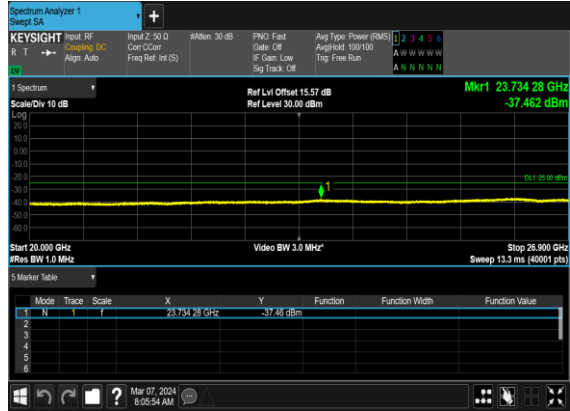 Spectrum Analyzer 1
Swept SA
+
KEYSIGHT Input: RF Input Z: 50 Ω #Atten: 30 dB PNO: Fast Avg Type: Power (RMS) 1 2 3 4 5 6
R T Coupling: DC Corr CCorr Gate: Off Avg|Hold: 100/100 A W W W W W
Align: Auto Freq Ref: Int (S) IF Gain: Low Trig: Free Run
LV Sig Track: Off A N N N N N
1 Spectrum Ref Lvl Offset 15.57 dB Mkr1 23.734 28 GHz
Scale/Div 10 dB Ref Level 30.00 dBm -37.462 dBm
Log
20.0
10.0
0.00
-10.0
-20.0 DL1 -25.00 dBm
-30.0 1
-40.0
-50.0
-60.0
Start 20.000 GHz Video BW 3.0 MHz* Stop 26.900 GHz
#Res BW 1.0 MHz Sweep 13.3 ms (40001 pts)
5 Marker Table
Mode Trace Scale X Y Function Function Width Function Value
1 N 1 f 23.734 28 GHz -37.46 dBm
2
3
4
5
6
? Mar 07, 2024
8:05:54 AM